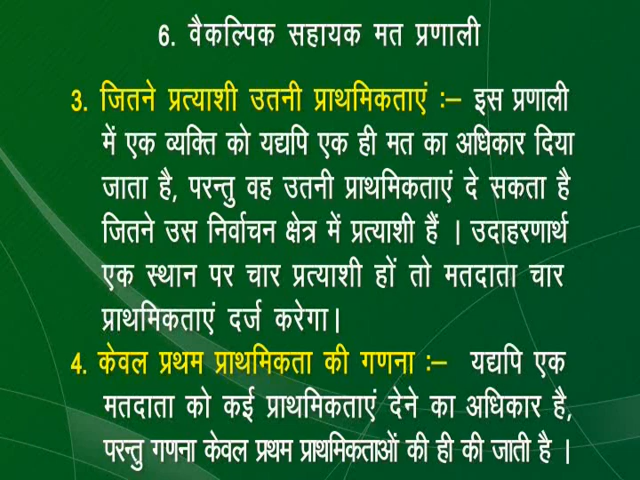 6. वैकल्पिक सहायक मत प्रणाली
3. जितने प्रत्याशी उतनी प्राथमिकताएं :– इस प्रणाली
में एक व्यक्ति को यद्यपि एक ही मत का अधिकार दिया
जाता है, परन्तु वह उतनी प्राथमिकताएं दे सकता है
जितने उस निर्वाचन क्षेत्र में प्रत्याशी हैं । उदाहरणार्थ
एक स्थान पर चार प्रत्याशी हों तो मतदाता चार
प्राथमिकताएं दर्ज करेगा।
4. केवल प्रथम प्राथमिकता की गणना :– यद्यपि एक
मतदाता को कई प्राथमिकताएं देने का अधिकार है,
परन्तु गणना केवल प्रथम प्राथमिकताओं की ही की जाती है ।